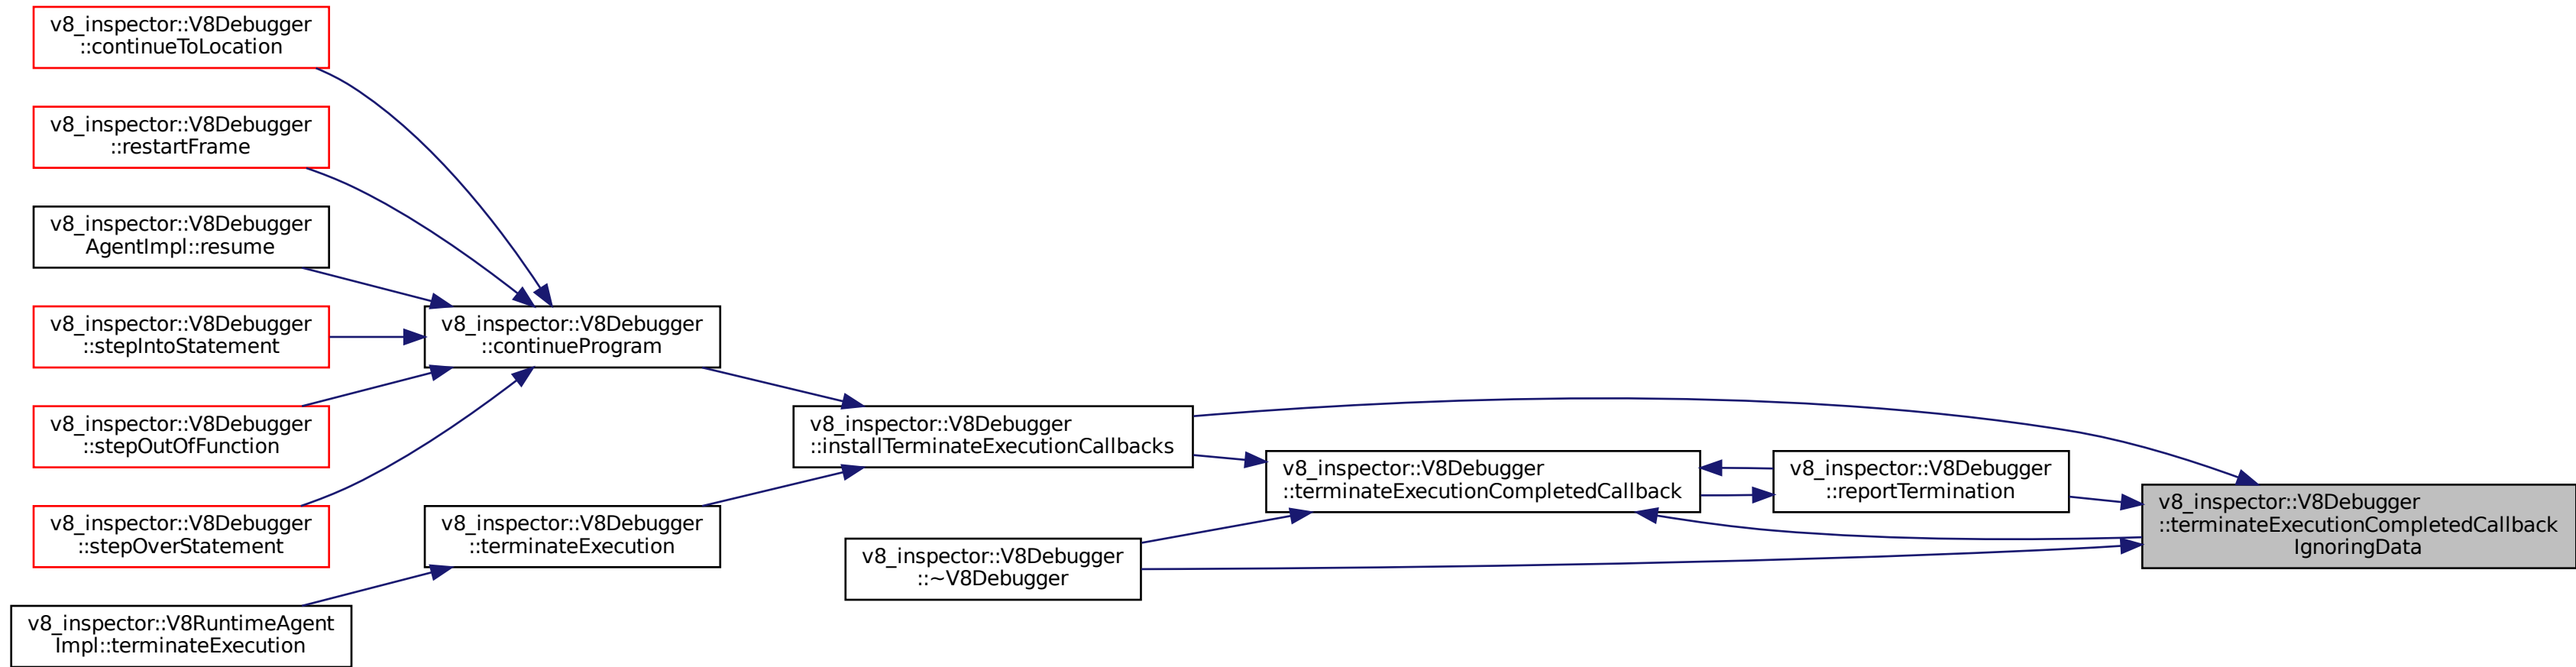 v8_inspector::V8Debugger
::continueToLocation
v8_inspector::V8Debugger
::restartFrame
v8_inspector::V8Debugger
AgentImpl::resume
v8_inspector::V8Debugger
::stepIntoStatement
v8_inspector::V8Debugger
::stepOutOfFunction
v8_inspector::V8Debugger
::stepOverStatement
v8_inspector::V8RuntimeAgent
Impl::terminateExecution
v8_inspector::V8Debugger
::continueProgram
v8_inspector::V8Debugger
::terminateExecution
v8_inspector::V8Debugger
::installTerminateExecutionCallbacks
v8_inspector::V8Debugger
::~V8Debugger
v8_inspector::V8Debugger
::terminateExecutionCompletedCallback
v8_inspector::V8Debugger
::reportTermination
v8_inspector::V8Debugger
::terminateExecutionCompletedCallback
IgnoringData